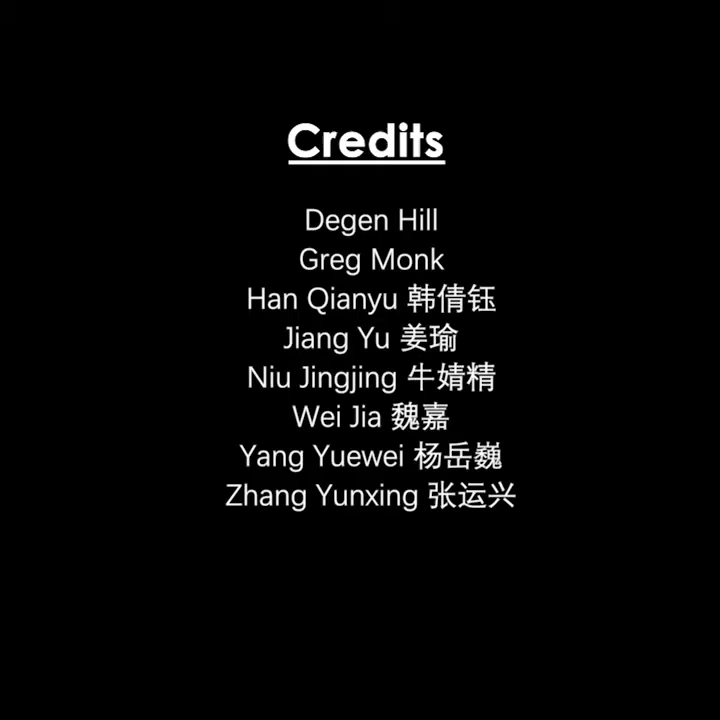 Credits
Degen Hill
Greg Monk
Han Qianyu 韩倩钰
Jiang Yu 姜瑜
Niu Jingjing 牛婧精
Wei Jia 魏嘉
Yang Yuewei 杨岳巍
Zhang Yunxing 张运兴